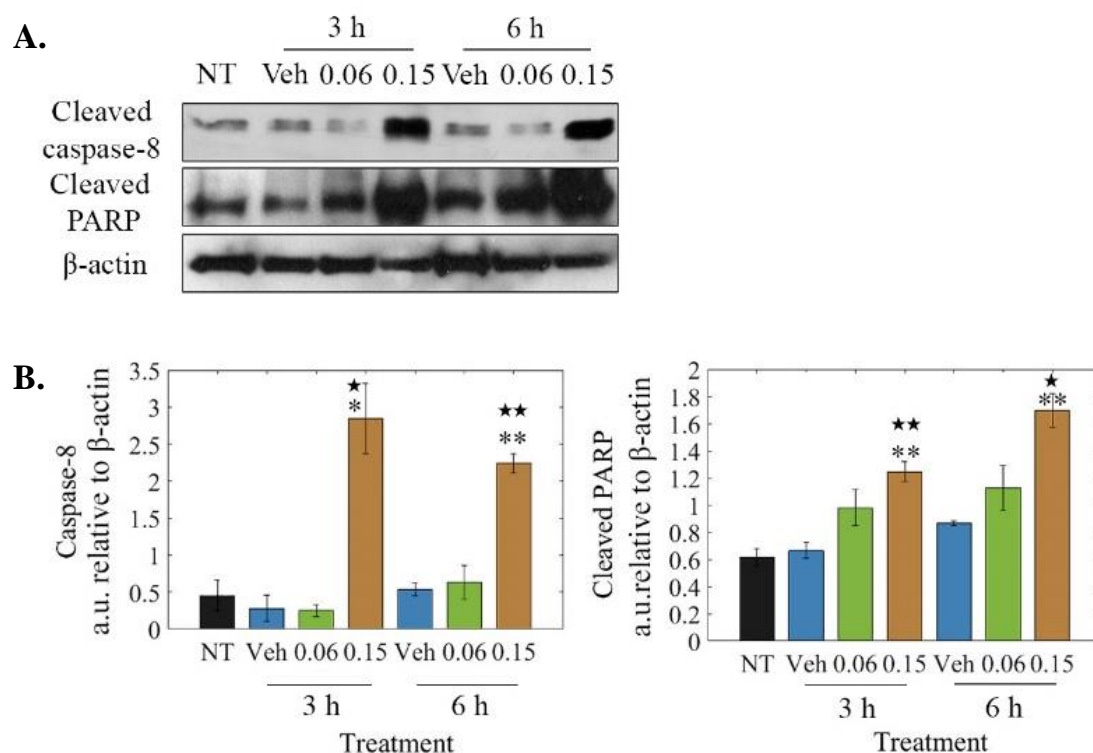 A.
3 h 6 h
NT Veh 0.06 0.15 Veh 0.06 0.15
Cleaved
caspase-8
Cleaved
PARP
β-actin
B.
Caspase-8
a.u. relative to β-actin
3.5
3
2.5
2
1.5
1
0.5
0
★
*
★★
**
NT Veh 0.06 0.15 Veh 0.06 0.15
3 h 6 h
Treatment
Cleaved PARP
a.u.relative to β-actin
2
1.8
1.6
1.4
1.2
1
0.8
0.6
0.4
0.2
0
★★
**
★
**
NT Veh 0.06 0.15 Veh 0.06 0.15
3 h 6 h
Treatment